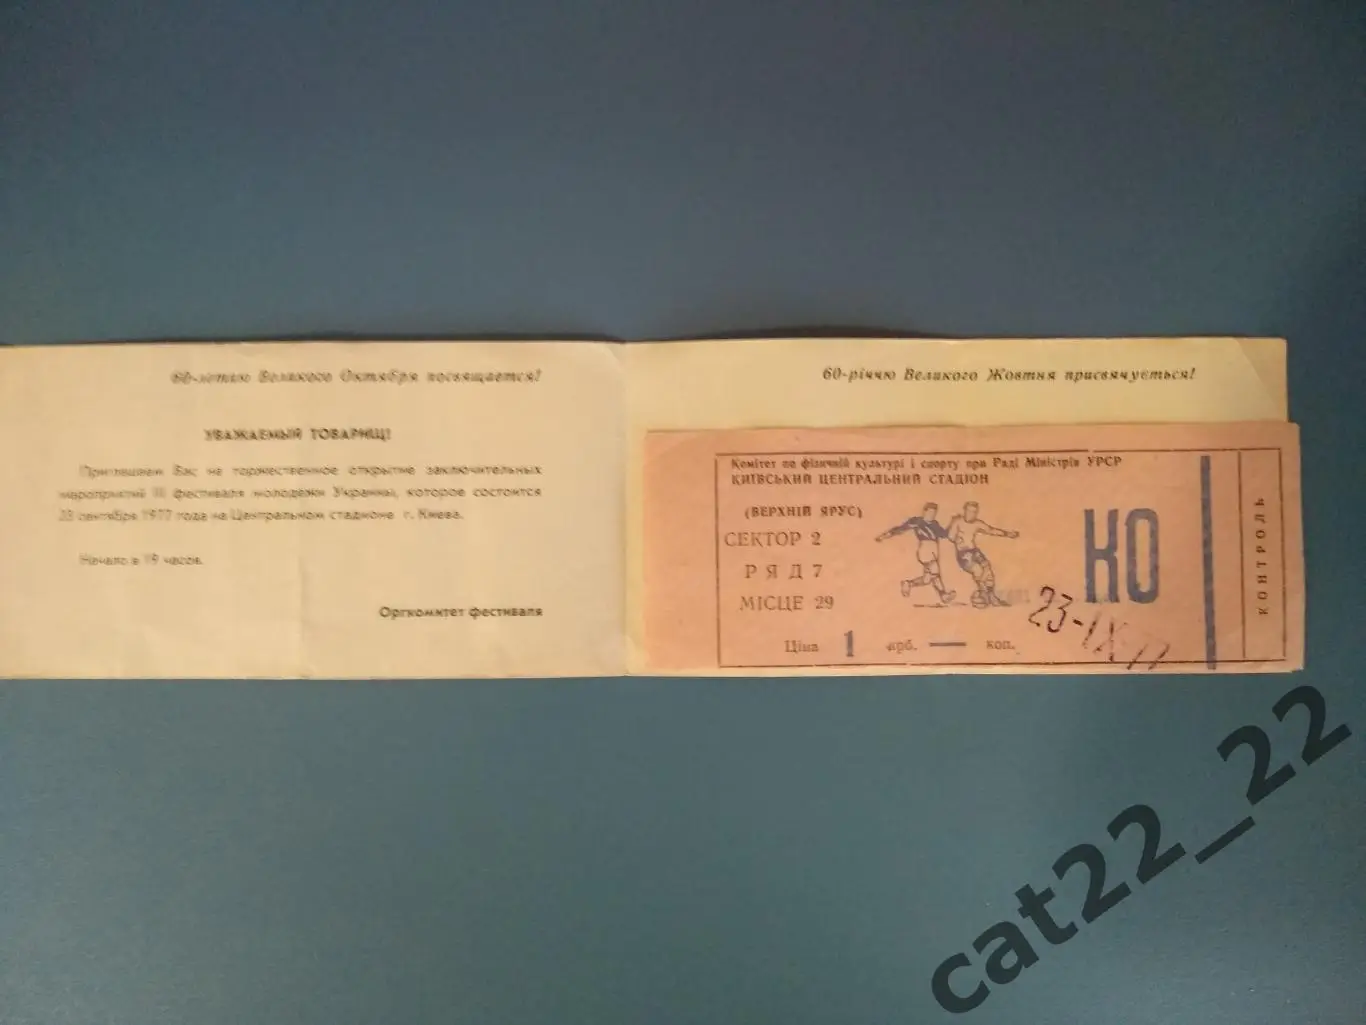 60-летию Великого Октября посвящается!
УВАЖАЕМЫЙ ТОВАРИЩ!
Приглашаем Вас на торжественное открытие заключительных
мероприятий III фестиваля молодежи Украины, которое состоится
23 сентября 1977 года на Центральном стадионе г. Киева.
Начало в 19 часов.
Оргкомитет фестиваля
60-річчю Великого Жовтня присвячується!
Комітет по фізичній культурі і спорту при Раді Міністрів УРСР
КИЇВСЬКИЙ ЦЕНТРАЛЬНИЙ СТАДІОН
(ВЕРХНІЙ ЯРУС)
СЕКТОР 2
РЯД 7
МІСЦЕ 29
Ціна 1 крб. — коп.
КО
23-IX-77
КОНТРОЛЬ
cat22_22